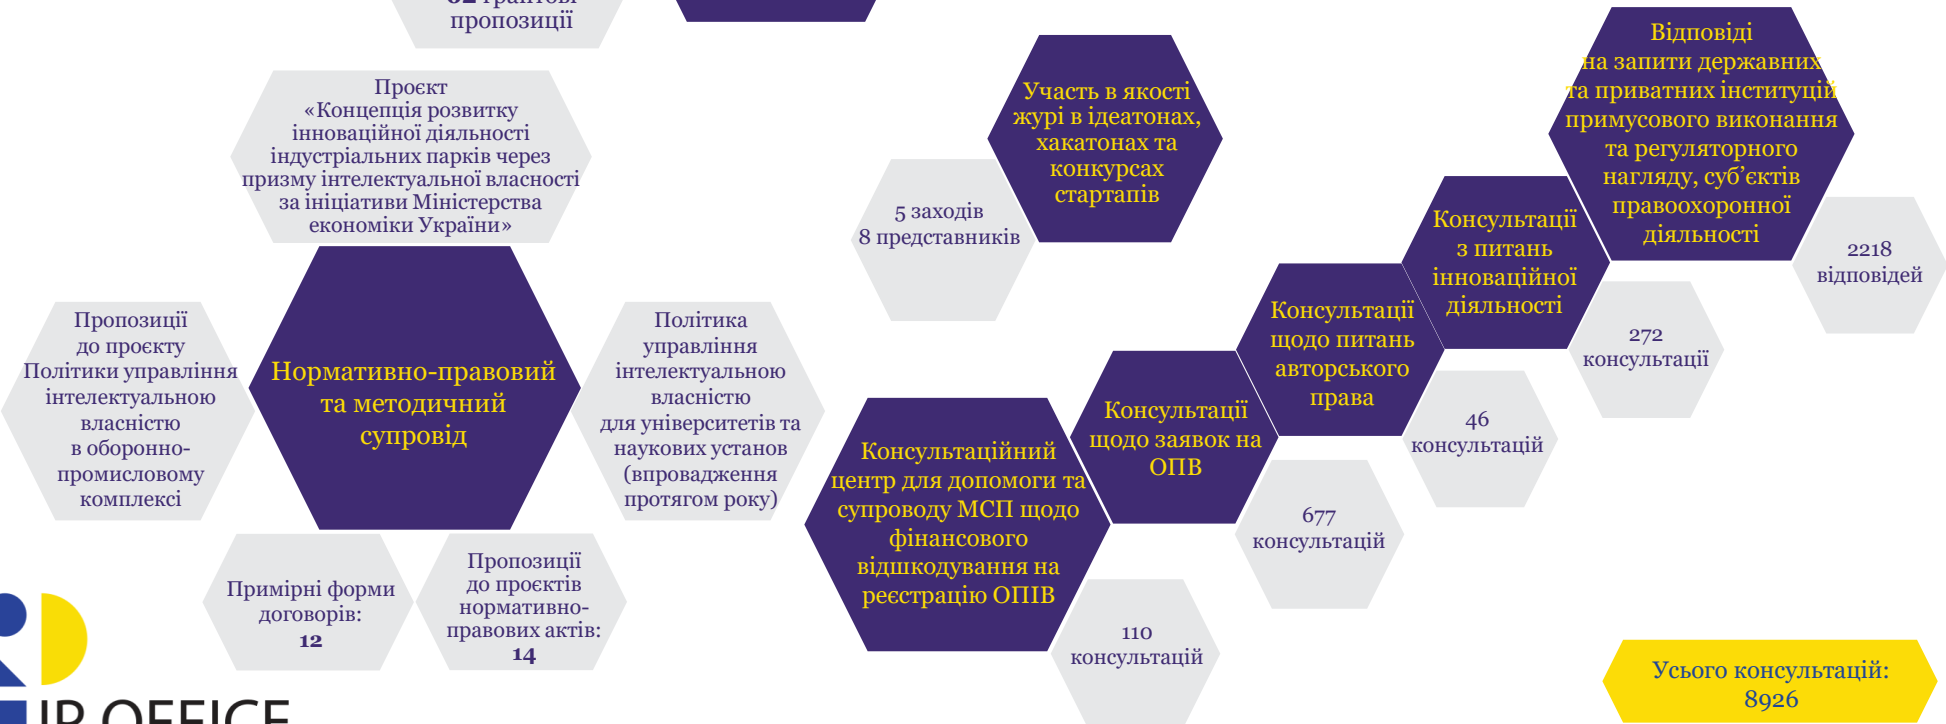 пропозиції
Проєкт
«Концепція розвитку
інноваційної діяльності
індустріальних парків через
призму інтелектуальної власності
за ініціативи Міністерства
економіки України»
Пропозиції
до проєкту
Політики управління
інтелектуальною
власністю
в оборонно-
промисловому
комплексі
Нормативно-правовий
та методичний
супровід
Політика
управління
інтелектуальною
власністю
для університетів та
наукових установ
(впровадження
протягом року)
Примірні форми
договорів:
12
Пропозиції
до проєктів
нормативно-
правових актів:
14
Участь в якості
журі в ідеатонах,
хакатонах та
конкурсах
стартапів
5 заходів
8 представників
Консультаційний
центр для допомоги та
супроводу МСП щодо
фінансового
відшкодування на
реєстрацію ОПІВ
110
консультацій
Консультації
щодо заявок на
ОПВ
677
консультацій
Консультації
щодо питань
авторського
права
46
консультацій
Консультації
з питань
інноваційної
діяльності
272
консультації
Відповіді
на запити державних
та приватних інституцій
примусового виконання
та регуляторного
нагляду, суб’єктів
правоохоронної
діяльності
2218
відповідей
Усього консультацій:
8926
IP OFFICE